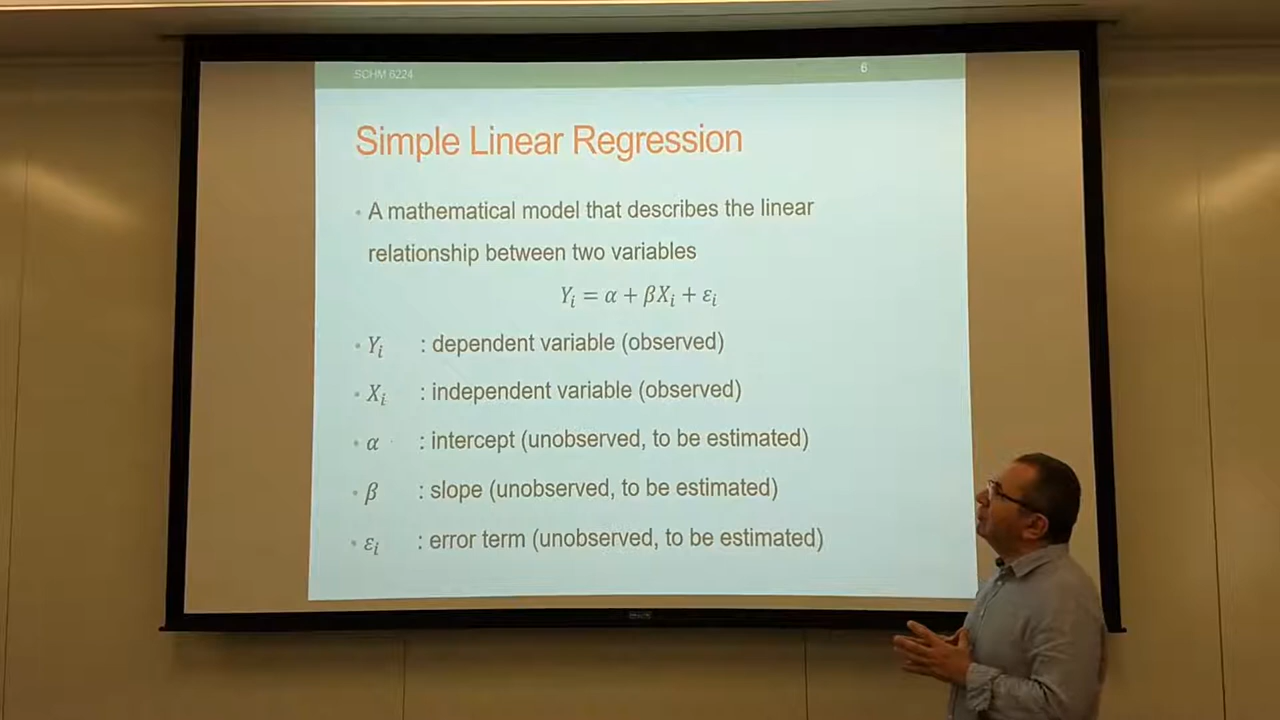 SCHM 6224 6
Simple Linear Regression
• A mathematical model that describes the linear
relationship between two variables
Yᵢ = α + βXᵢ + εᵢ
• Yᵢ : dependent variable (observed)
• Xᵢ : independent variable (observed)
• α : intercept (unobserved, to be estimated)
• β : slope (unobserved, to be estimated)
• εᵢ : error term (unobserved, to be estimated)